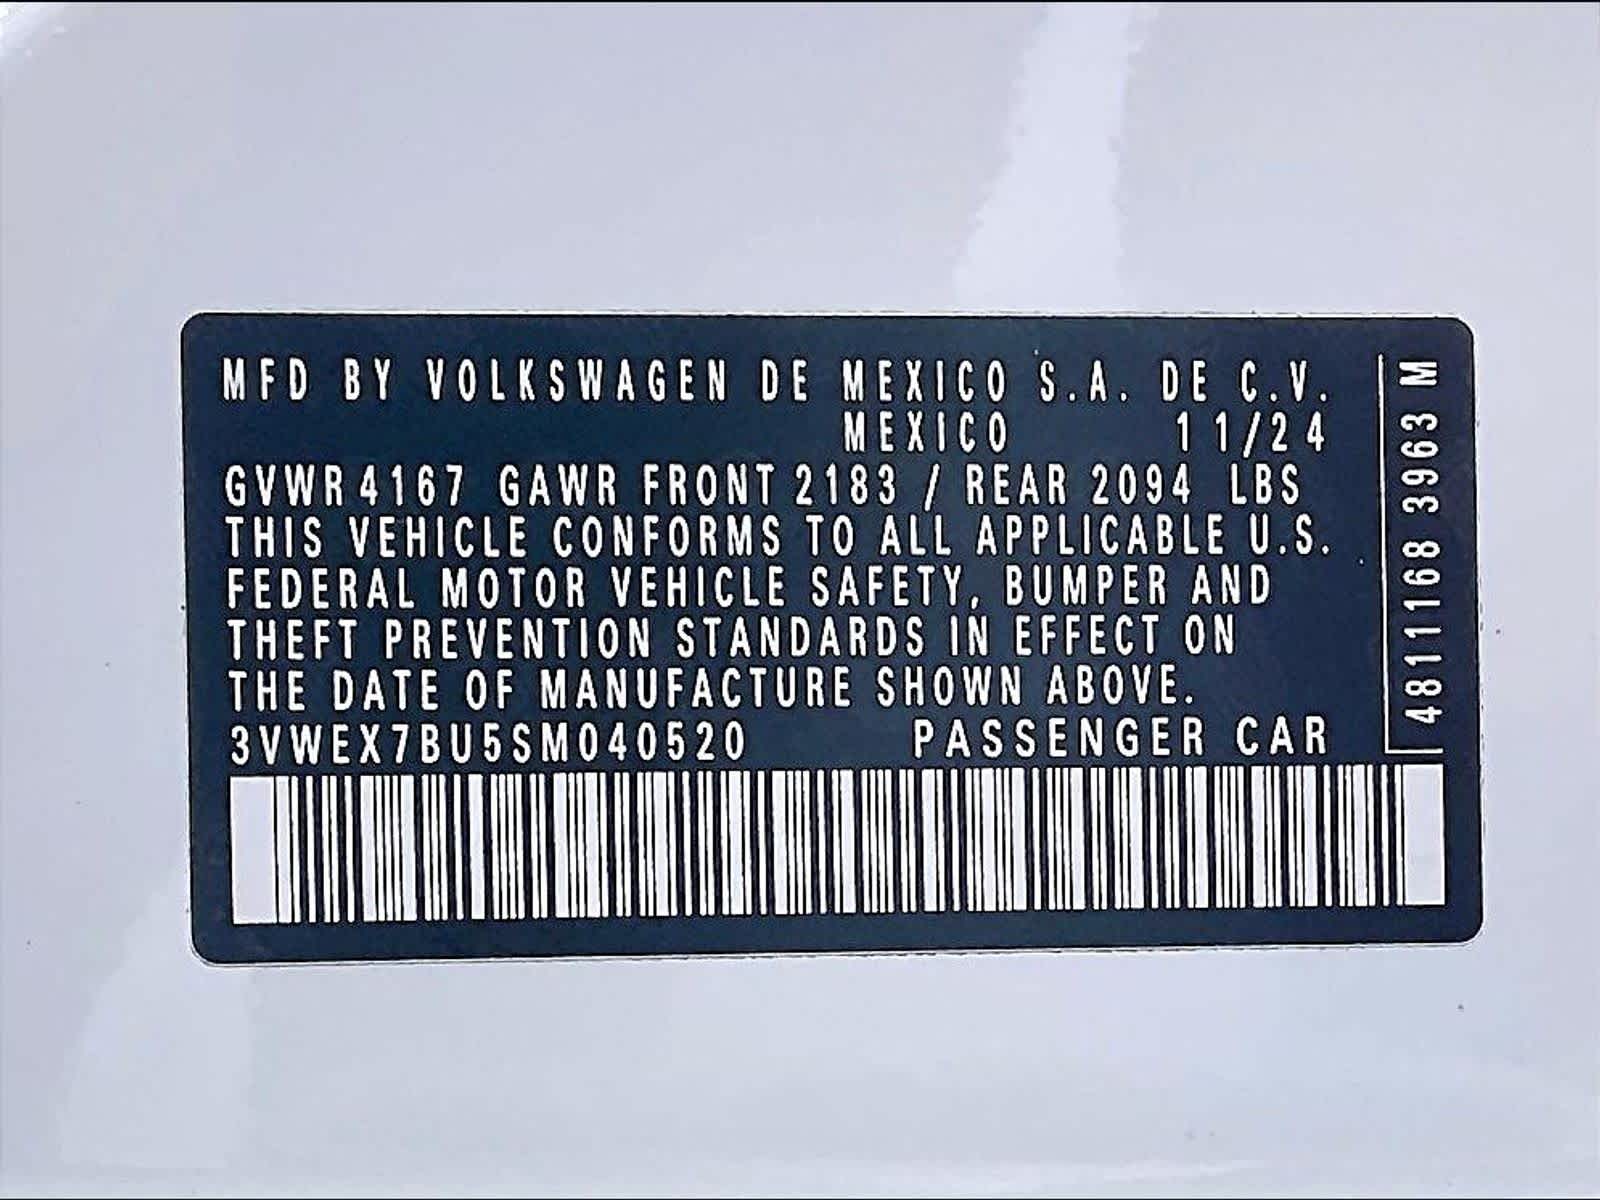 MFD BY VOLKSWAGEN DE MEXICO S.A. DE C.V.
MEXICO 11/24
GVWR 4167 GAWR FRONT 2183 / REAR 2094 LBS
THIS VEHICLE CONFORMS TO ALL APPLICABLE U.S.
FEDERAL MOTOR VEHICLE SAFETY, BUMPER AND
THEFT PREVENTION STANDARDS IN EFFECT ON
THE DATE OF MANUFACTURE SHOWN ABOVE.
3VWEX7BU5SM040520 PASSENGER CAR
4811168 3963 M